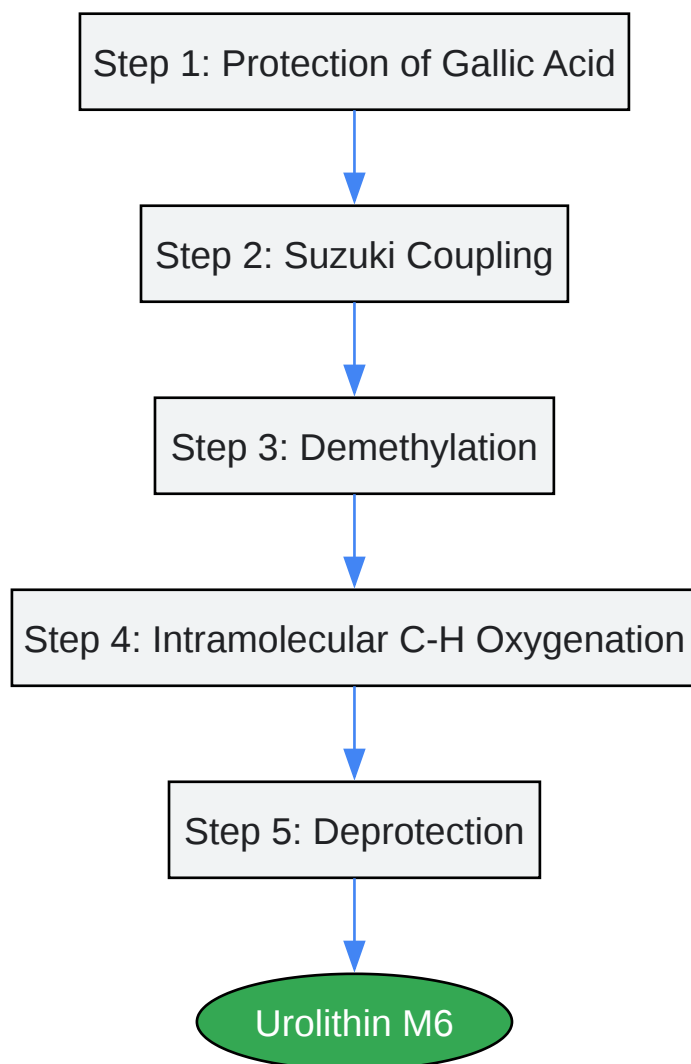 Step 1: Protection of Gallic Acid
Step 2: Suzuki Coupling
Step 3: Demethylation
Step 4: Intramolecular C-H Oxygenation
Step 5: Deprotection
Urolithin M6